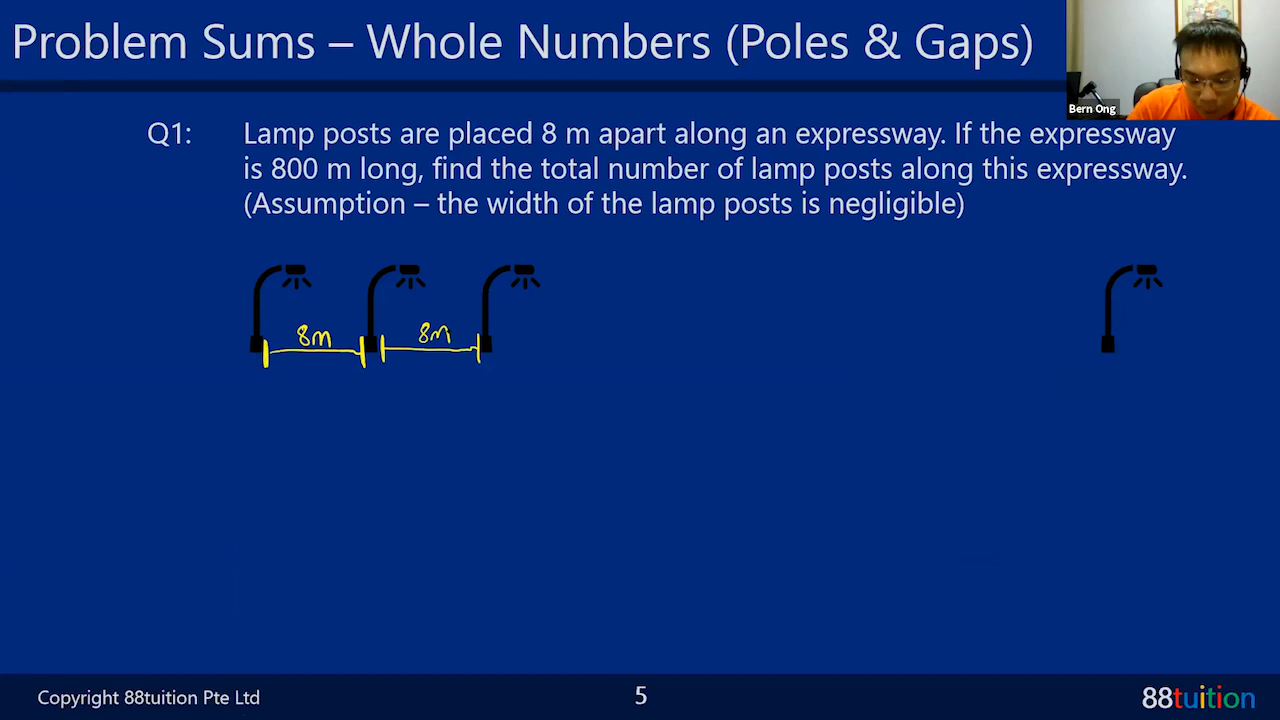 Problem Sums – Whole Numbers (Poles & Gaps)
Bern Ong
Q1: Lamp posts are placed 8 m apart along an expressway. If the expressway
is 800 m long, find the total number of lamp posts along this expressway.
(Assumption – the width of the lamp posts is negligible)
8m 8m
Copyright 88tuition Pte Ltd 5 88tuition